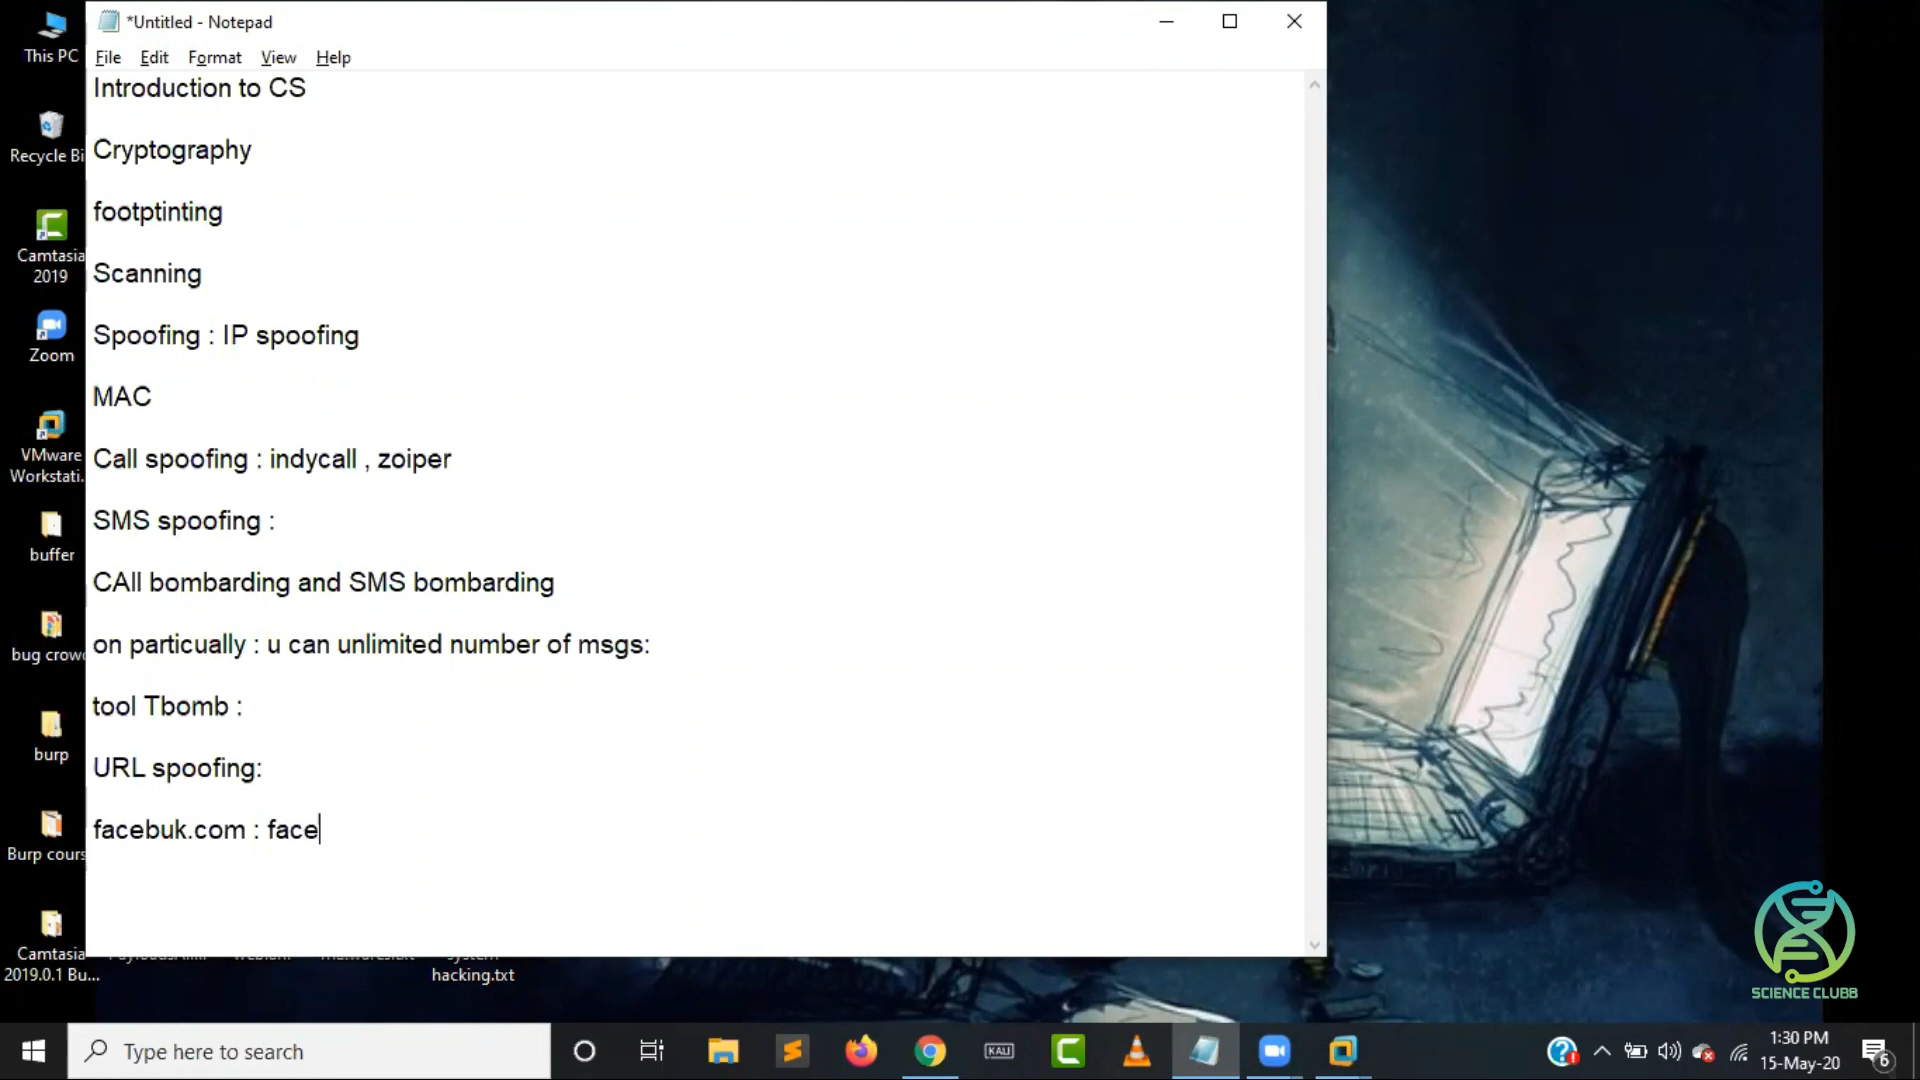 *Untitled - Notepad
File Edit Format View Help
Introduction to CS
Cryptography
footptinting
Scanning
Spoofing : IP spoofing
MAC
Call spoofing : indycall , zoiper
SMS spoofing :
CAll bombarding and SMS bombarding
on particually : u can unlimited number of msgs:
tool Tbomb :
URL spoofing:
facebuk.com : face
This PC
Recycle Bi
Camtasia
2019
Zoom
VMware
Workstati...
buffer
bug crow
burp
Burp cours
Camtasia
2019.0.1 Bu...
hacking.txt
SCIENCE CLUBB
Type here to search
KALI
1:30 PM
15-May-20
6